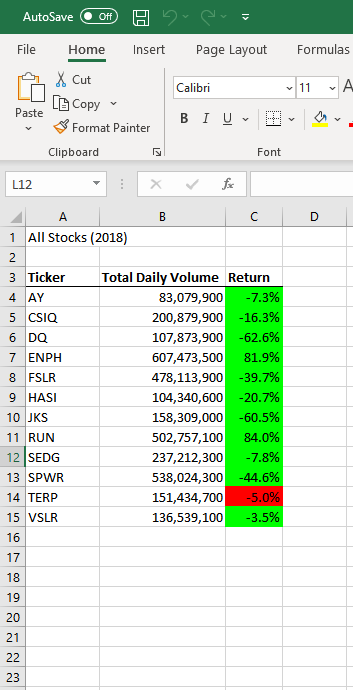 AutoSave Off
File Home Insert Page Layout Formulas
Paste
Cut
Copy
Format Painter
Clipboard
Calibri 11 A
B I U A
Font
L12 fx
A B C D
1 All Stocks (2018)
2
3 Ticker Total Daily Volume Return
4 AY 83,079,900 -7.3%
5 CSIQ 200,879,900 -16.3%
6 DQ 107,873,900 -62.6%
7 ENPH 607,473,500 81.9%
8 FSLR 478,113,900 -39.7%
9 HASI 104,340,600 -20.7%
10 JKS 158,309,000 -60.5%
11 RUN 502,757,100 84.0%
12 SEDG 237,212,300 -7.8%
13 SPWR 538,024,300 -44.6%
14 TERP 151,434,700 -5.0%
15 VSLR 136,539,100 -3.5%
16
17
18
19
20
21
22
23